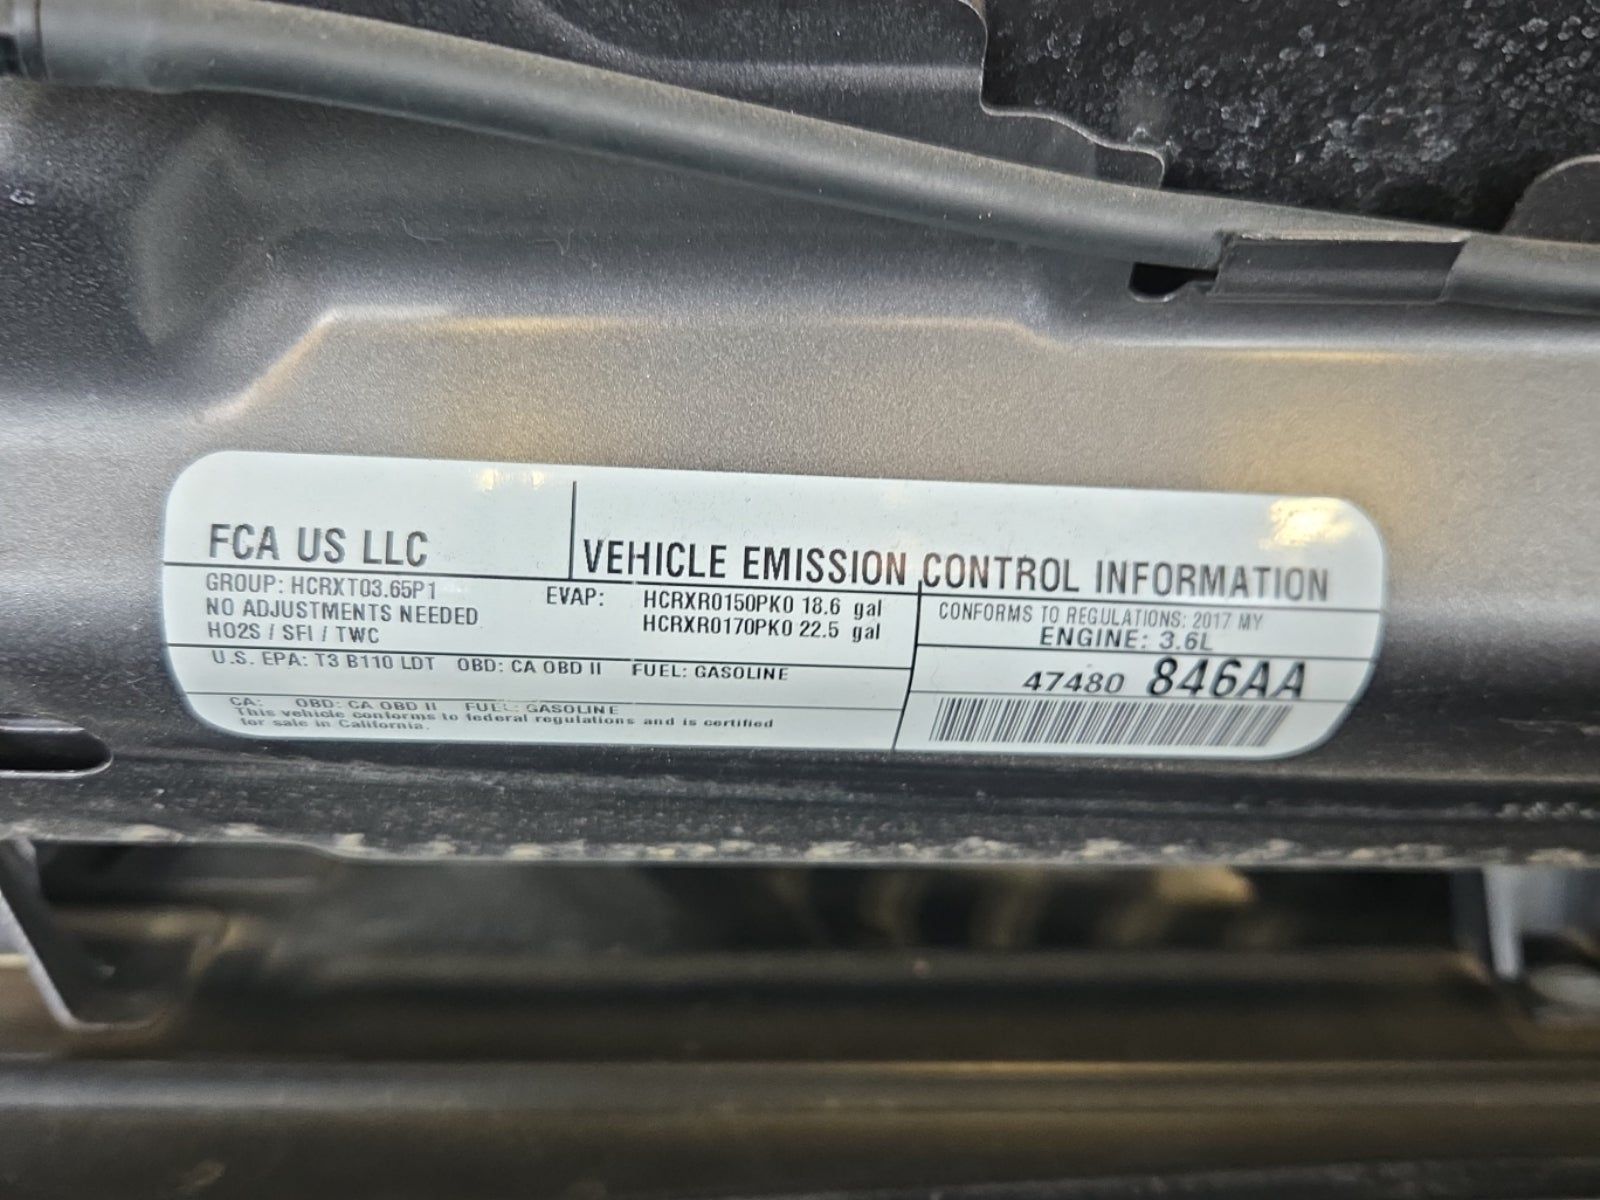 FCA US LLC
VEHICLE EMISSION CONTROL INFORMATION
GROUP: HCRXT03.65P1
NO ADJUSTMENTS NEEDED
HO2S / SFI / TWC
EVAP: HCRXR0150PK0 18.6 gal
HCRXR0170PK0 22.5 gal
CONFORMS TO REGULATIONS: 2017 MY
ENGINE: 3.6L
U.S. EPA: T3 B110 LDT OBD: CA OBD II FUEL: GASOLINE
47480 846AA
CA: OBD: CA OBD II FUEL: GASOLINE
This vehicle conforms to federal regulations and is certified
for sale in California.